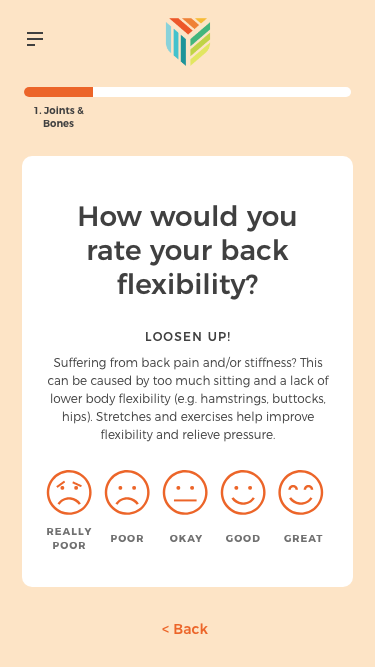 1. Joints &
Bones
How would you
rate your back
flexibility?
LOOSEN UP!
Suffering from back pain and/or stiffness? This
can be caused by too much sitting and a lack of
lower body flexibility (e.g. hamstrings, buttocks,
hips). Stretches and exercises help improve
flexibility and relieve pressure.
REALLY
POOR
POOR
OKAY
GOOD
GREAT
< Back